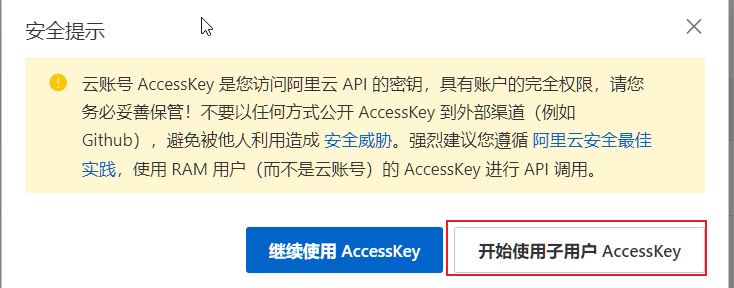 安全提示
云账号 AccessKey 是您访问阿里云 API 的密钥，具有账户的完全权限，请您
务必妥善保管！不要以任何方式公开 AccessKey 到外部渠道（例如
Github），避免被他人利用造成 安全威胁。强烈建议您遵循 阿里云安全最佳
实践，使用 RAM 用户（而不是云账号）的 AccessKey 进行 API 调用。
继续使用 AccessKey
开始使用子用户 AccessKey